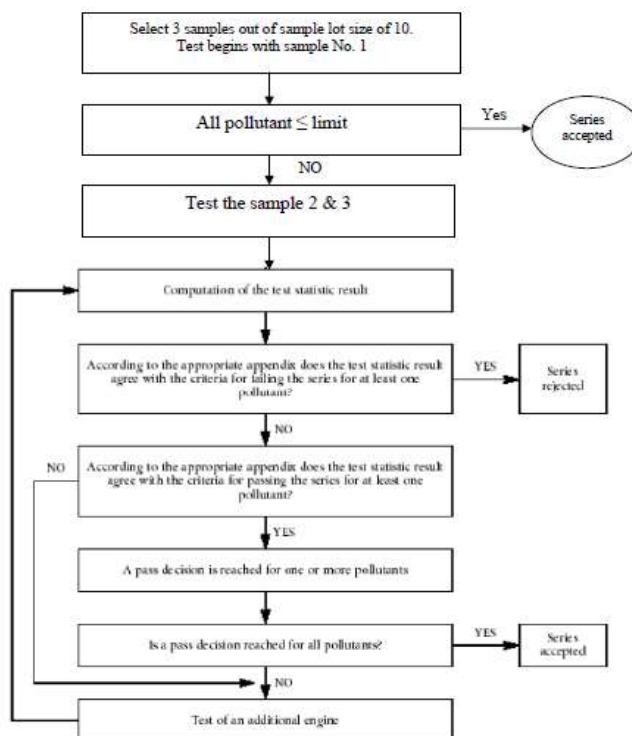 Select 3 samples out of sample lot size of 10.
Test begins with sample No. 1
All pollutant ≤ limit
Yes
Series
accepted
NO
Test the sample 2 & 3
Computation of the test statistic result
According to the appropriate appendix does the test statistic result
agree with the criteria for failing the series for at least one
pollutant?
YES
Series
rejected
NO
According to the appropriate appendix does the test statistic result
agree with the criteria for passing the series for at least one
pollutant?
NO
YES
A pass decision is reached for one or more pollutants
Is a pass decision reached for all pollutants?
YES
Series
accepted
NO
Test of an additional engine